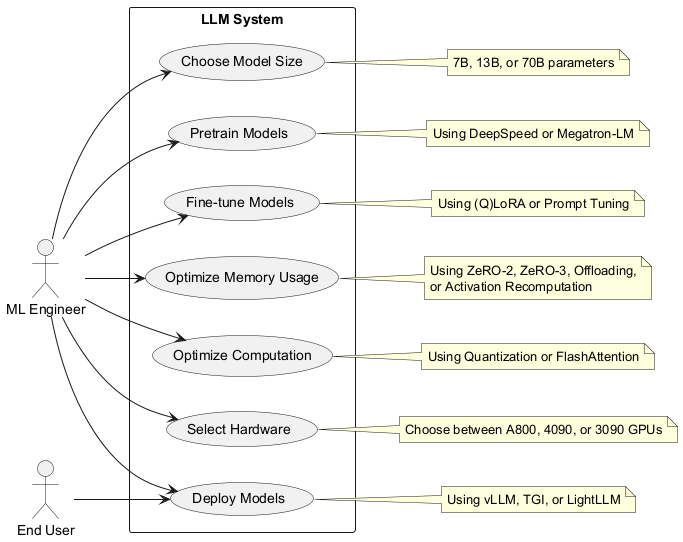 LLM System
Choose Model Size
7B, 13B, or 70B parameters
Pretrain Models
Using DeepSpeed or Megatron-LM
Fine-tune Models
Using (Q)LoRA or Prompt Tuning
ML Engineer
Optimize Memory Usage
Using ZeRO-2, ZeRO-3, Offloading,
or Activation Recomputation
Optimize Computation
Using Quantization or FlashAttention
Select Hardware
Choose between A800, 4090, or 3090 GPUs
Deploy Models
Using vLLM, TGI, or LightLLM
End User